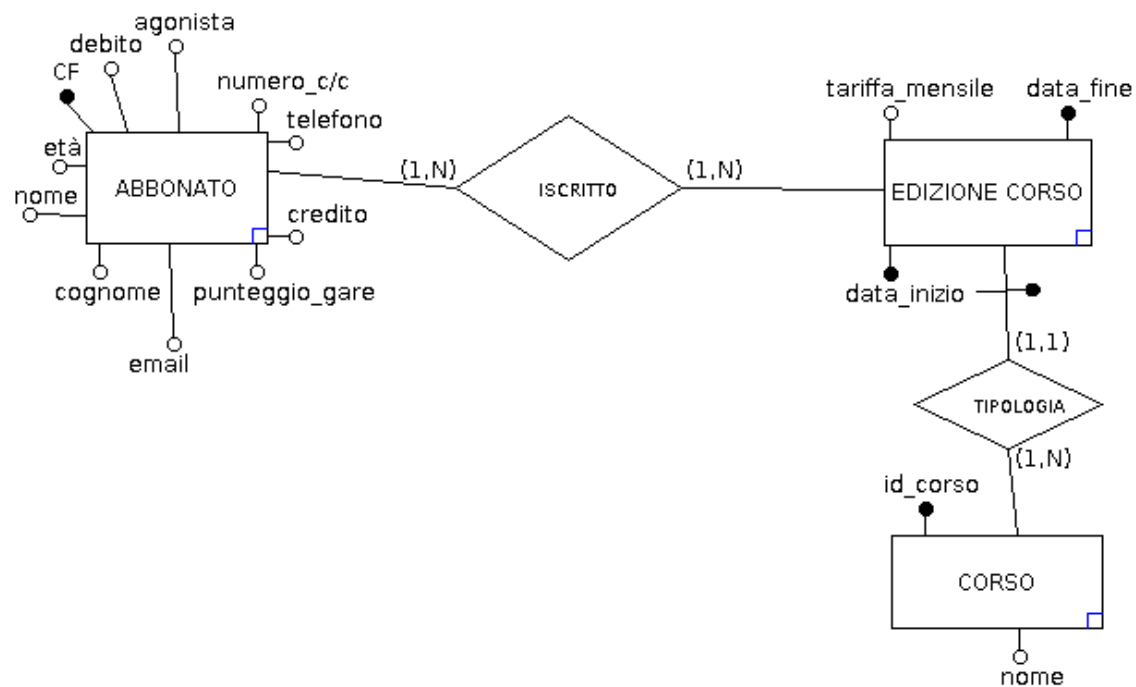 agonista
debito
CF
numero_c/c
telefono
età
nome
ABBONATO
credito
cognome
punteggio_gare
email
(1,N)
ISCRITTO
(1,N)
tariffa_mensile
data_fine
EDIZIONE CORSO
data_inizio
(1,1)
TIPOLOGIA
(1,N)
id_corso
CORSO
nome